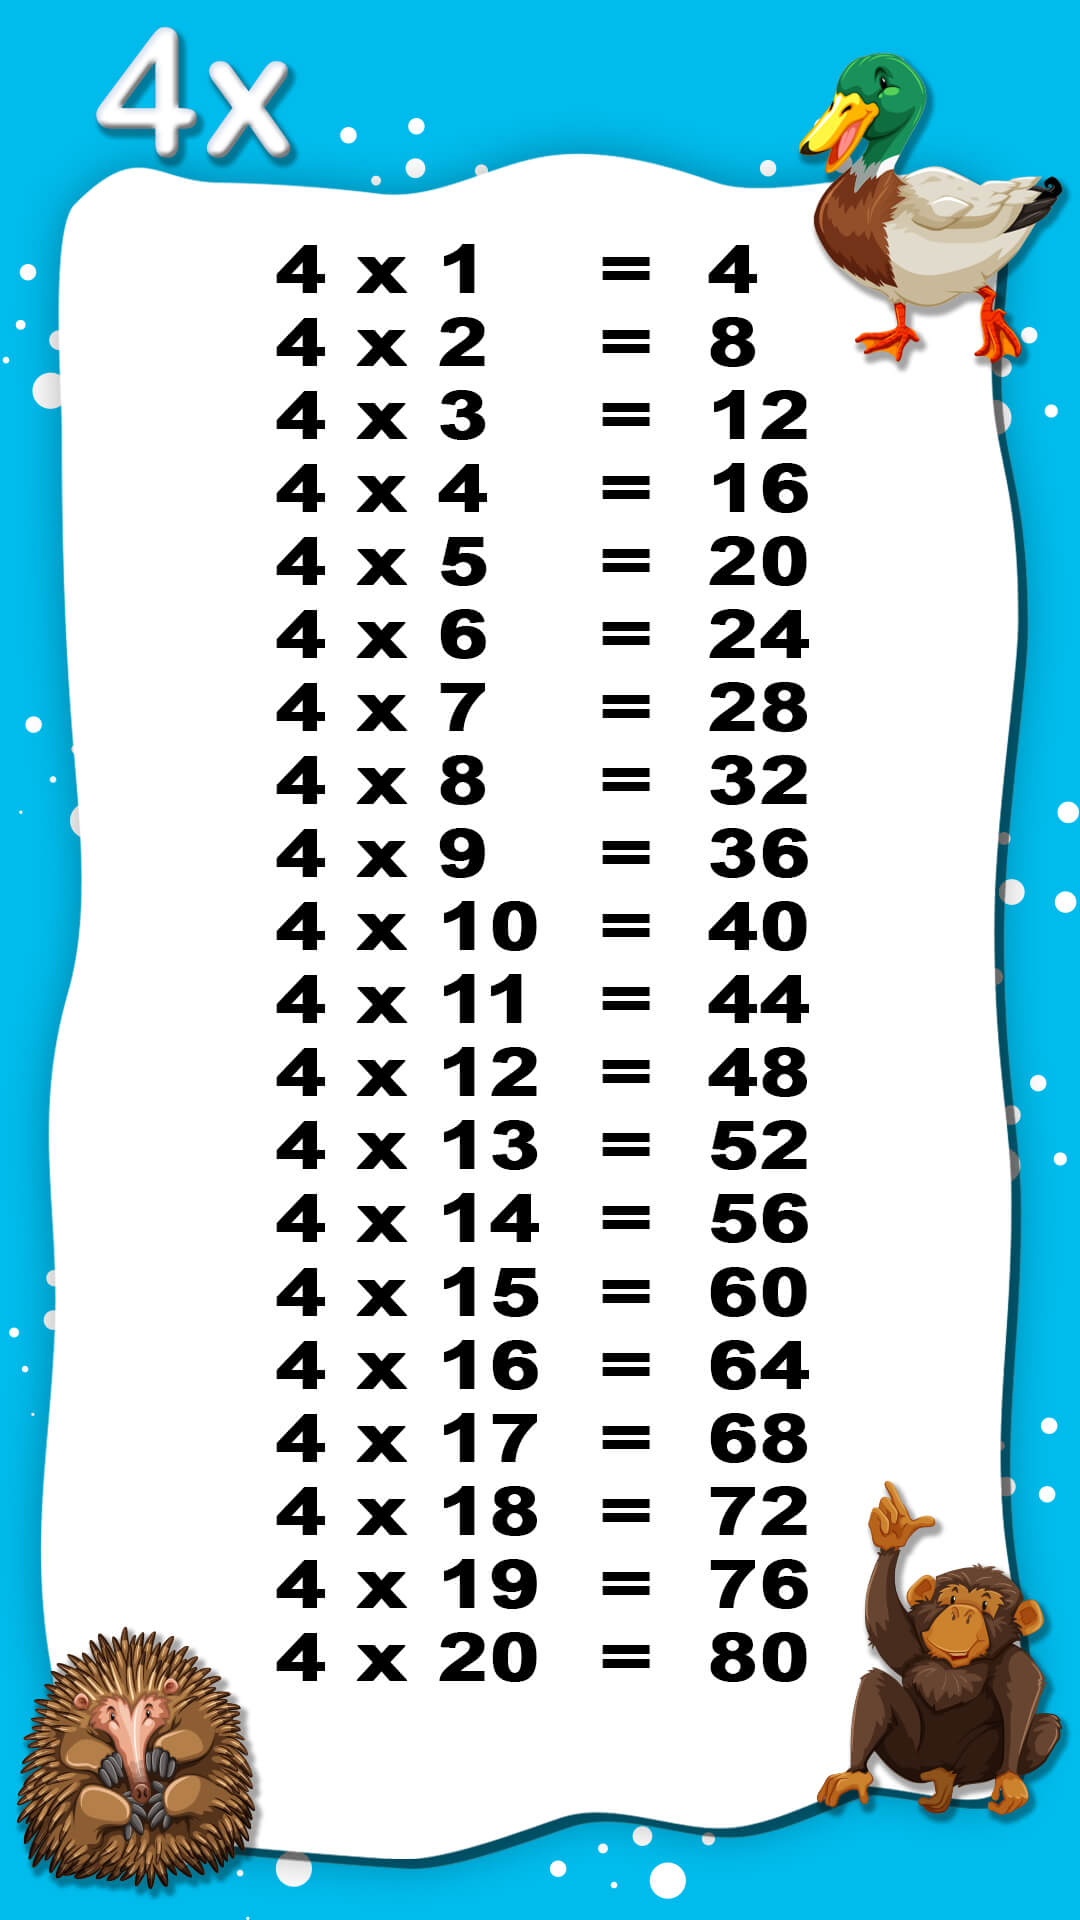 4x
4 x 1 = 4
4 x 2 = 8
4 x 3 = 12
4 x 4 = 16
4 x 5 = 20
4 x 6 = 24
4 x 7 = 28
4 x 8 = 32
4 x 9 = 36
4 x 10 = 40
4 x 11 = 44
4 x 12 = 48
4 x 13 = 52
4 x 14 = 56
4 x 15 = 60
4 x 16 = 64
4 x 17 = 68
4 x 18 = 72
4 x 19 = 76
4 x 20 = 80